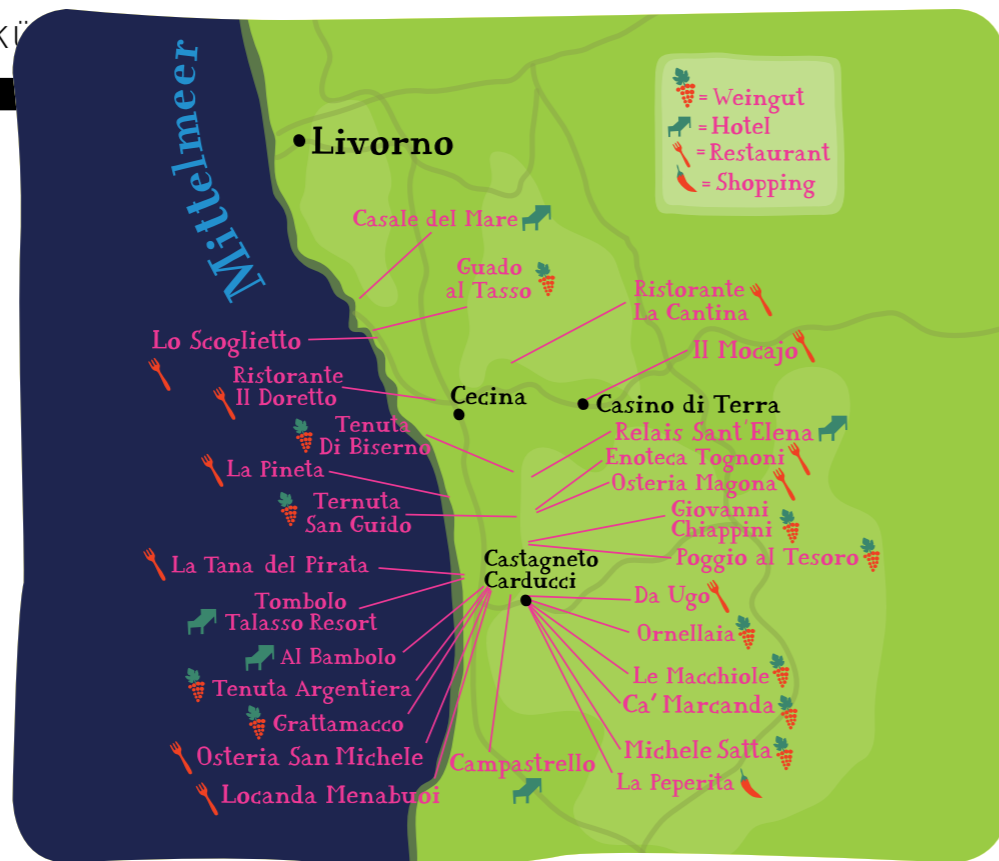 KÜ
Mittelmeer
Livorno
= Weingut
= Hotel
= Restaurant
= Shopping
Casale del Mare
Guado
al Tasso
Ristorante
La Cantina
Lo Scoglietto
Il Mocajo
Ristorante
Il Doretto
Cecina
Casino di Terra
Tenuta
Di Biserno
Relais Sant'Elena
Enoteca Tognoni
La Pineta
Osteria Magona
Ternuta
San Guido
Giovanni
Chiappini
Poggio al Tesoro
La Tana del Pirata
Castagneto
Carducci
Tombolo
Talasso Resort
Da Ugo
Ornellaia
Al Bambolo
Le Macchiole
Tenuta Argentiera
Ca' Marcanda
Grattamacco
Michele Satta
Osteria San Michele
Campastrello
La Peperita
Locanda Menabuoi